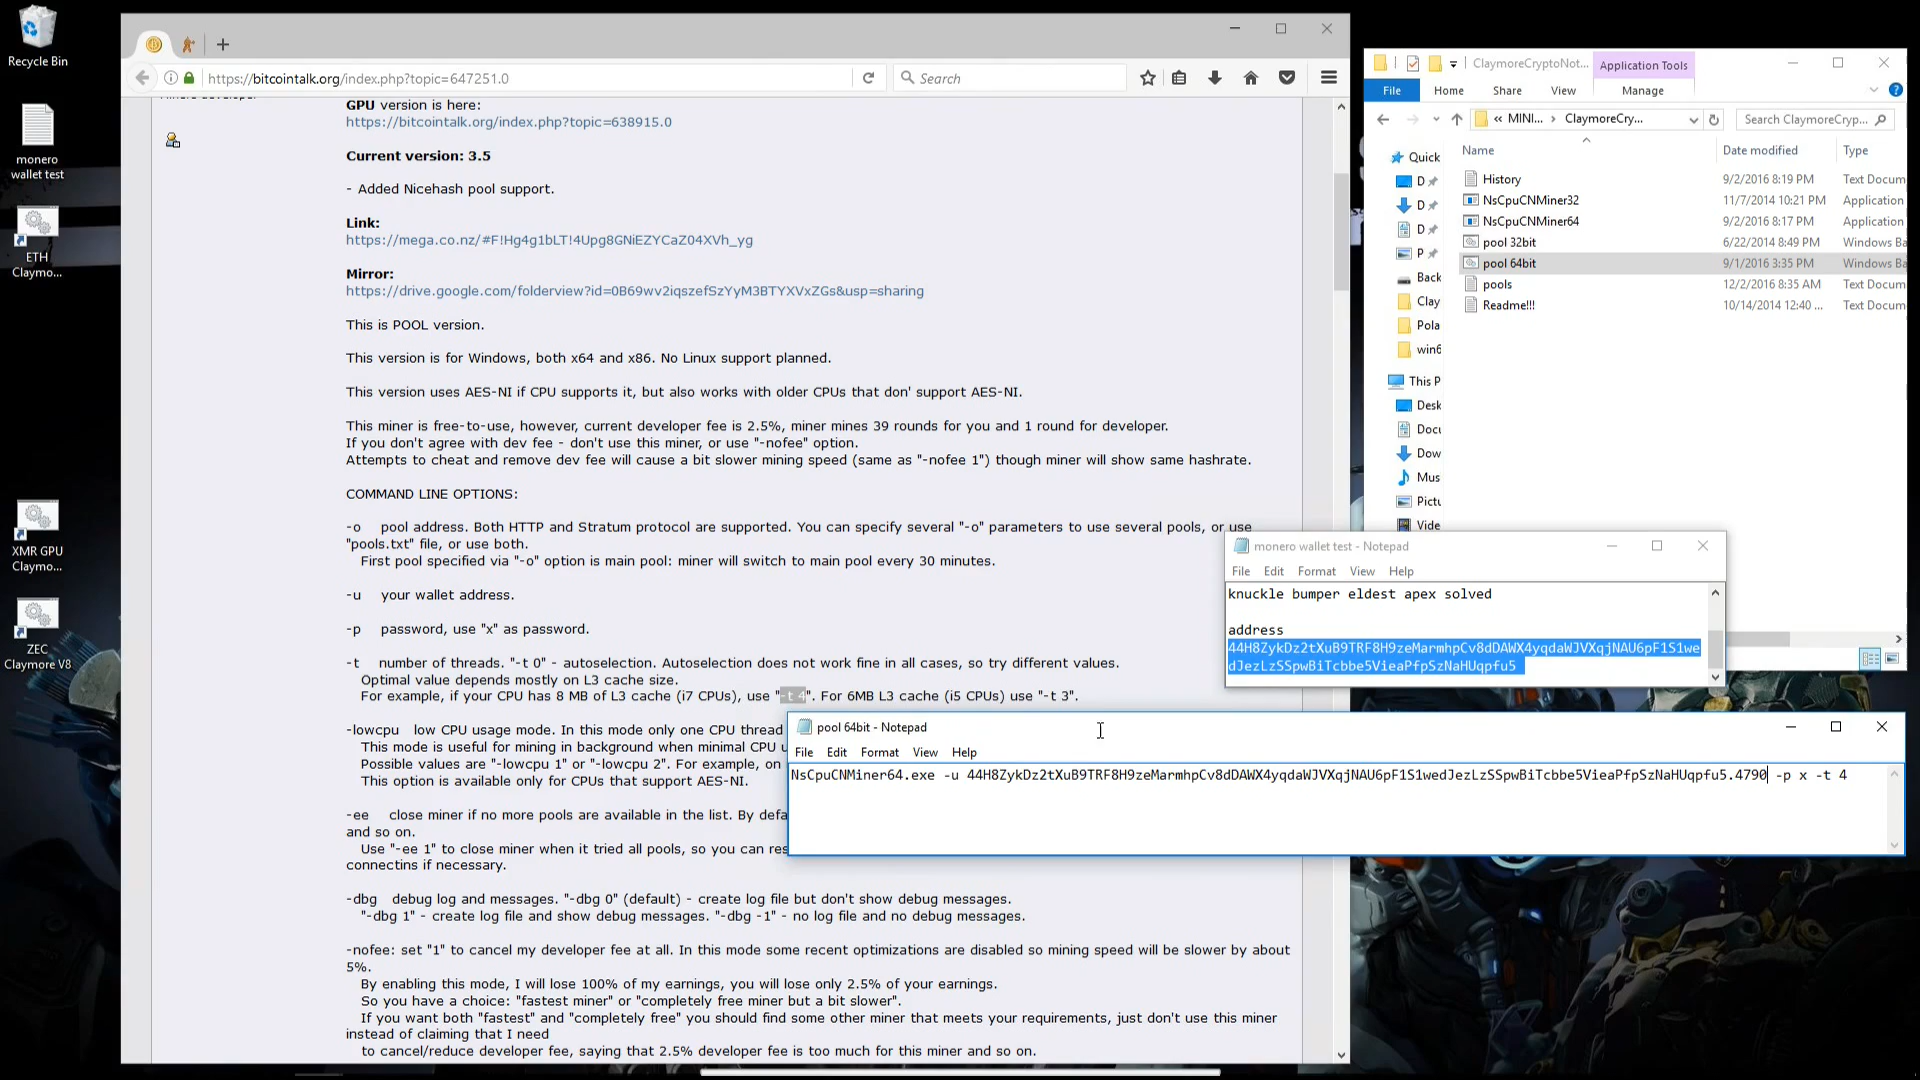 Recycle Bin
monero
wallet test
ETH
Claymo...
XMR GPU
Claymo...
ZEC
Claymore V8
https://bitcointalk.org/index.php?topic=647251.0
Search
GPU version is here:
https://bitcointalk.org/index.php?topic=638915.0
Current version: 3.5
- Added Nicehash pool support.
Link:
https://mega.co.nz/#F!Hg4g1bLT!4Upg8GNiEZYCaZ04XVh_yg
Mirror:
https://drive.google.com/folderview?id=0B69wv2iqszefSzYyM3BTYXVxZGs&usp=sharing
This is POOL version.
This version is for Windows, both x64 and x86. No Linux support planned.
This version uses AES-NI if CPU supports it, but also works with older CPUs that don' support AES-NI.
This miner is free-to-use, however, current developer fee is 2.5%, miner mines 39 rounds for you and 1 round for developer.
If you don't agree with dev fee - don't use this miner, or use "-nofee" option.
Attempts to cheat and remove dev fee will cause a bit slower mining speed (same as "-nofee 1") though miner will show same hashrate.
COMMAND LINE OPTIONS:
-o pool address. Both HTTP and Stratum protocol are supported. You can specify several "-o" parameters to use several pools, or use
"pools.txt" file, or use both.
First pool specified via "-o" option is main pool: miner will switch to main pool every 30 minutes.
-u your wallet address.
-p password, use "x" as password.
-t number of threads. "-t 0" - autoselection. Autoselection does not work fine in all cases, so try different values.
Optimal value depends mostly on L3 cache size.
For example, if your CPU has 8 MB of L3 cache (i7 CPUs), use "-t 4". For 6MB L3 cache (i5 CPUs) use "-t 3".
-lowcpu low CPU usage mode. In this mode only one CPU thread
This mode is useful for mining in background when minimal CPU u
Possible values are "-lowcpu 1" or "-lowcpu 2". For example, on
This option is available only for CPUs that support AES-NI.
-ee close miner if no more pools are available in the list. By defa
and so on.
Use "-ee 1" to close miner when it tried all pools, so you can res
connectins if necessary.
-dbg debug log and messages. "-dbg 0" (default) - create log file but don't show debug messages.
"-dbg 1" - create log file and show debug messages. "-dbg -1" - no log file and no debug messages.
-nofee: set "1" to cancel my developer fee at all. In this mode some recent optimizations are disabled so mining speed will be slower by about
5%.
By enabling this mode, I will lose 100% of my earnings, you will lose only 2.5% of your earnings.
So you have a choice: "fastest miner" or "completely free miner but a bit slower".
If you want both "fastest" and "completely free" you should find some other miner that meets your requirements, just don't use this miner
instead of claiming that I need
to cancel/reduce developer fee, saying that 2.5% developer fee is too much for this miner and so on.
ClaymoreCryptoNot... Application Tools
File Home Share View Manage
« MINI... > ClaymoreCry... Search ClaymoreCryp...
Name Date modified Type
History 9/2/2016 8:19 PM Text Docum
NsCpuCNMiner32 11/7/2014 10:21 PM Application
NsCpuCNMiner64 9/2/2016 8:17 PM Application
pool 32bit 6/22/2014 8:49 PM Windows Ba
pool 64bit 9/1/2016 3:35 PM Windows Ba
pools 12/2/2016 8:35 AM Text Docum
Readme!!! 10/14/2014 12:40 ... Text Docum
Quick
D
D
D
P
Back
Clay
Pola
win6
This P
Desk
Docu
Dow
Mus
Pictu
Vide
monero wallet test - Notepad
File Edit Format View Help
knuckle bumper eldest apex solved
address
44H8ZykDz2tXuB9TRF8H9zeMarmhpCv8dDAWX4yqdaWJVXqjNAU6pF1S1we
dJezLzSSpwBiTcbbe5VieaPfpSzNaHUqpfu5
pool 64bit - Notepad
File Edit Format View Help
NsCpuCNMiner64.exe -u 44H8ZykDz2tXuB9TRF8H9zeMarmhpCv8dDAWX4yqdaWJVXqjNAU6pF1S1wedJezLzSSpwBiTcbbe5VieaPfpSzNaHUqpfu5.4790 -p x -t 4